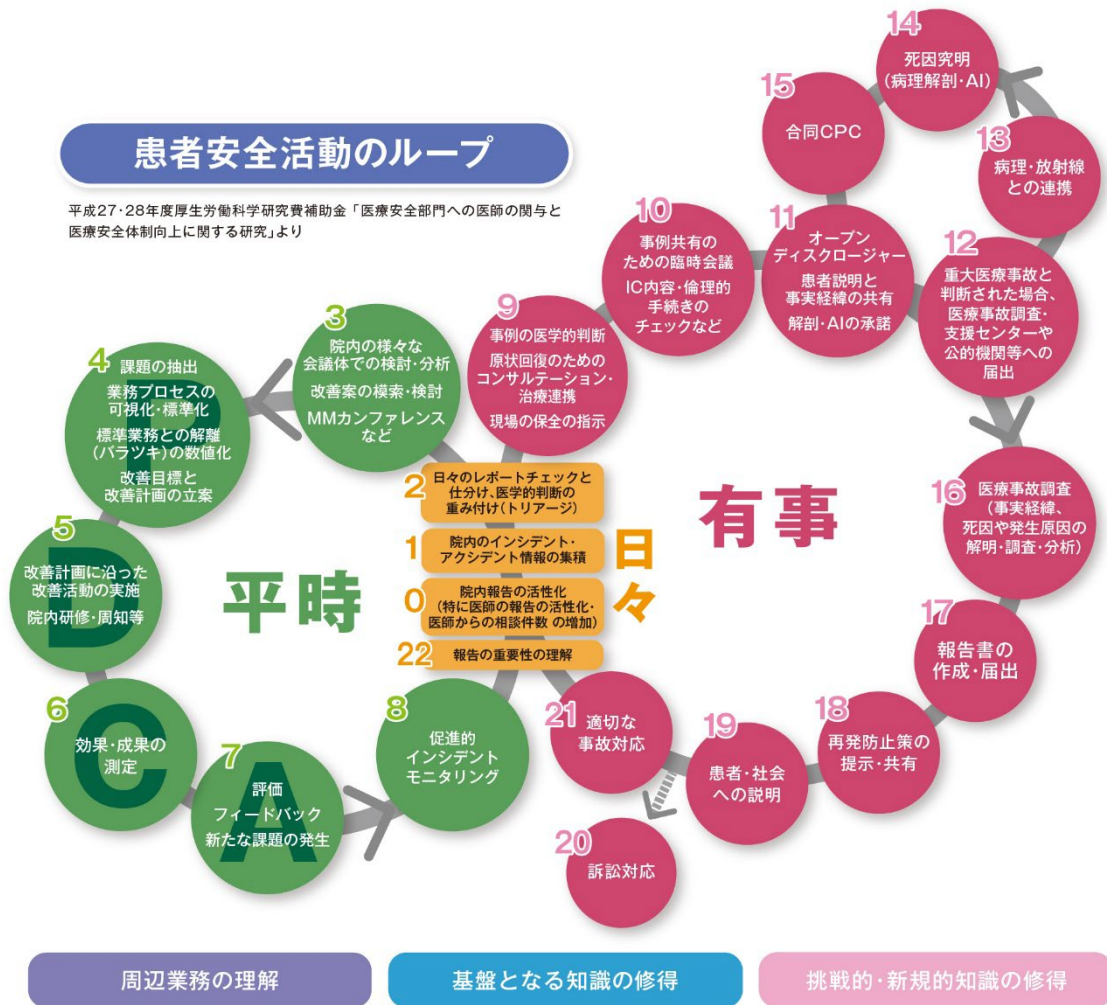 患者安全活動のループ
平成27・28年度厚生労働科学研究費補助金「医療安全部門への医師の関与と
医療安全体制向上に関する研究」より
平時
日々
有事
0
院内報告の活性化
(特に医師の報告の活性化・
医師からの相談件数 の増加)
1
院内のインシデント・
アクシデント情報の集積
2
日々のレポートチェックと
仕分け、医学的判断の
重み付け(トリアージ)
3
院内の様々な
会議体での検討・分析
改善案の模索・検討
MMカンファレンス
など
4
P
課題の抽出
業務プロセスの
可視化・標準化
標準業務との解離
(バラツキ)の数値化
改善目標と
改善計画の立案
5
D
改善計画に沿った
改善活動の実施
院内研修・周知等
6
C
効果・成果の
測定
7
A
評価
フィードバック
新たな課題の発生
8
促進的
インシデント
モニタリング
9
事例の医学的判断
原状回復のための
コンサルテーション・
治療連携
現場の保全の指示
10
事例共有の
ための臨時会議
IC内容・倫理的
手続きの
チェックなど
11
オープン
ディスクロージャー
患者説明と
事実経緯の共有
解剖・AIの承諾
12
重大医療事故と
判断された場合、
医療事故調査・
支援センターや
公的機関等への
届出
13
病理・放射線
との連携
14
死因究明
(病理解剖・AI)
15
合同CPC
16
医療事故調査
(事実経緯、
死因や発生原因の
解明・調査・分析)
17
報告書の
作成・届出
18
再発防止策の
提示・共有
19
患者・社会
への説明
20
訴訟対応
21
適切な
事故対応
22
報告の重要性の理解
周辺業務の理解
基盤となる知識の修得
挑戦的・新規的知識の修得